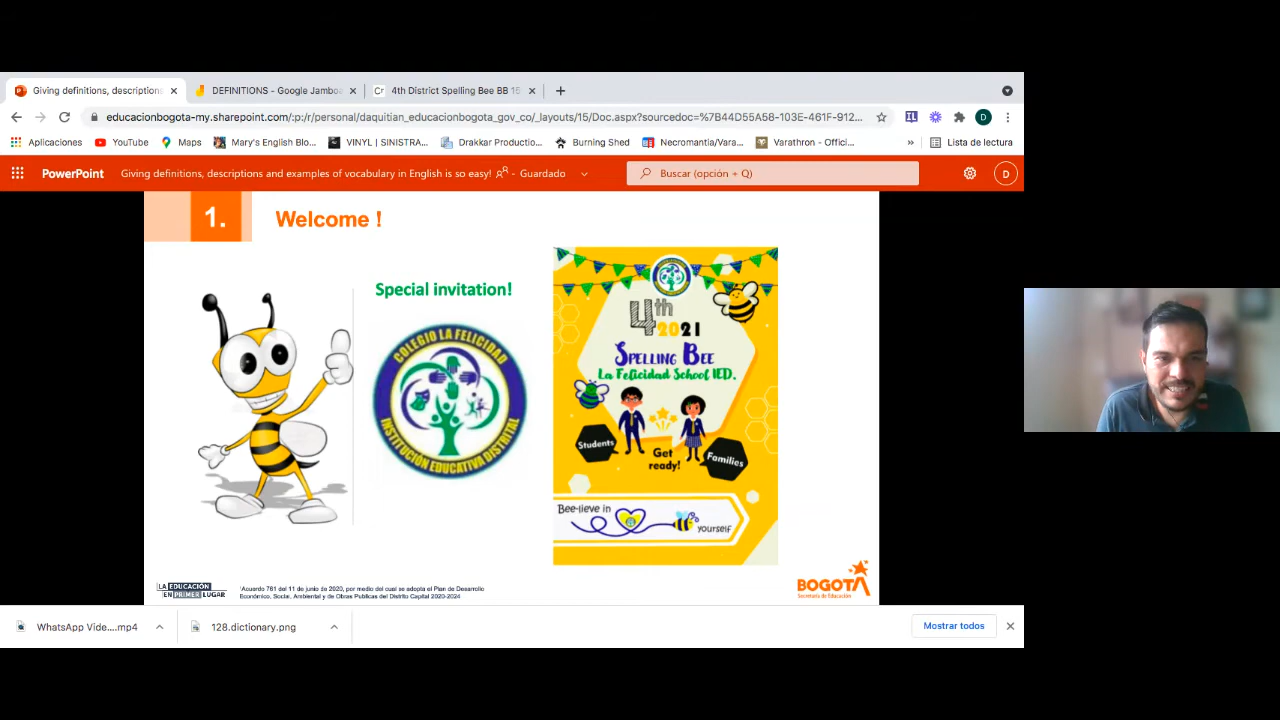 Giving definitions, descriptions
DEFINITIONS - Google Jamboa
Cr 4th District Spelling Bee BB 16
educacionbogota-my.sharepoint.com/:p:/r/personal/daquitian_educacionbogota_gov_co/_layouts/15/Doc.aspx?sourcedoc=%7B44D55A58-103E-461F-912...
IL
D
Aplicaciones
YouTube
Maps
Mary's English Blo...
VINYL | SINISTRA...
Drakkar Productio...
Burning Shed
Necromantia/Vara...
Varathron - Offici...
»
Lista de lectura
PowerPoint
Giving definitions, descriptions and examples of vocabulary in English is so easy! - Guardado
Buscar (opción + Q)
D
1.
Welcome !
Special invitation!
COLEGIO LA FELICIDAD
INSTITUCIÓN EDUCATIVA DISTRITAL
4th
2021
SPELLING BEE
LA FELICIDAD SCHOOL IED.
Students
Get
ready!
Families
Bee-lieve in
yourself
LA EDUCACIÓN
EN PRIMER LUGAR
Acuerdo 761 del 11 de junio de 2020, por medio del cual se adopta el Plan de Desarrollo
Económico, Social, Ambiental y de Obras Públicas del Distrito Capital 2020-2024
BOGOTÁ
Secretaría de Educación
WhatsApp Vide....mp4
128.dictionary.png
Mostrar todos